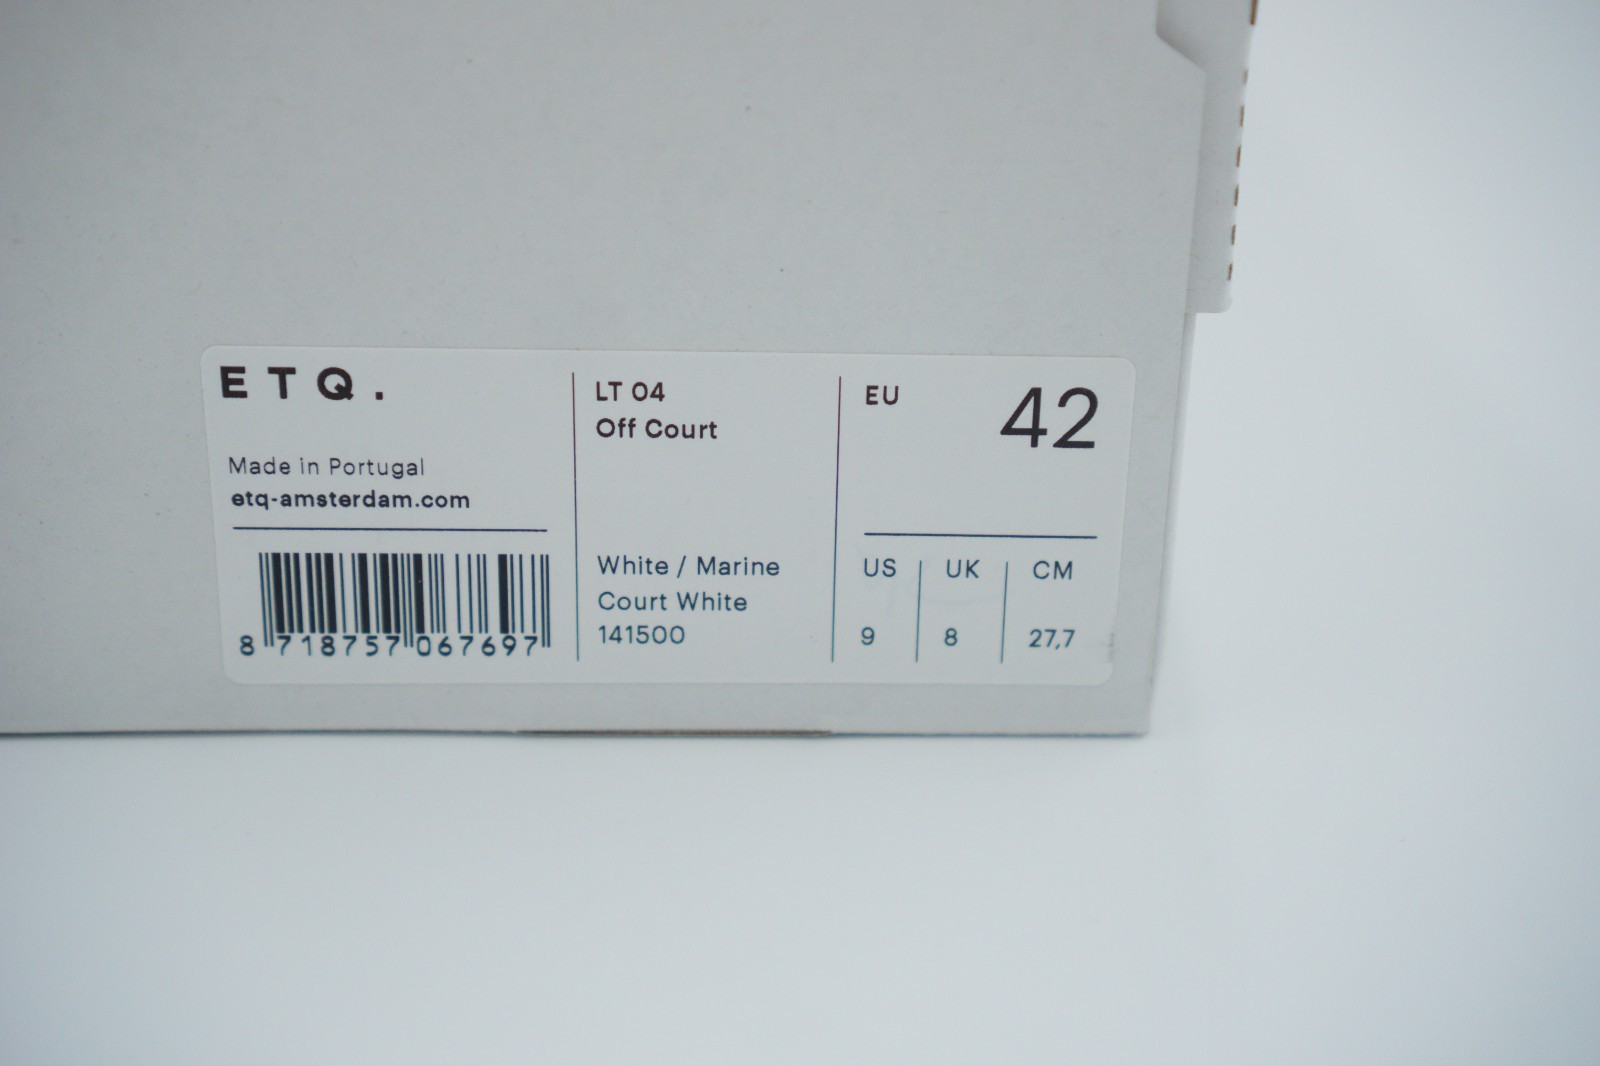 ETQ.
Made in Portugal
etq-amsterdam.com
8 718757 067697
LT 04
Off Court
White / Marine
Court White
141500
EU 42
US UK CM
9 8 27,7